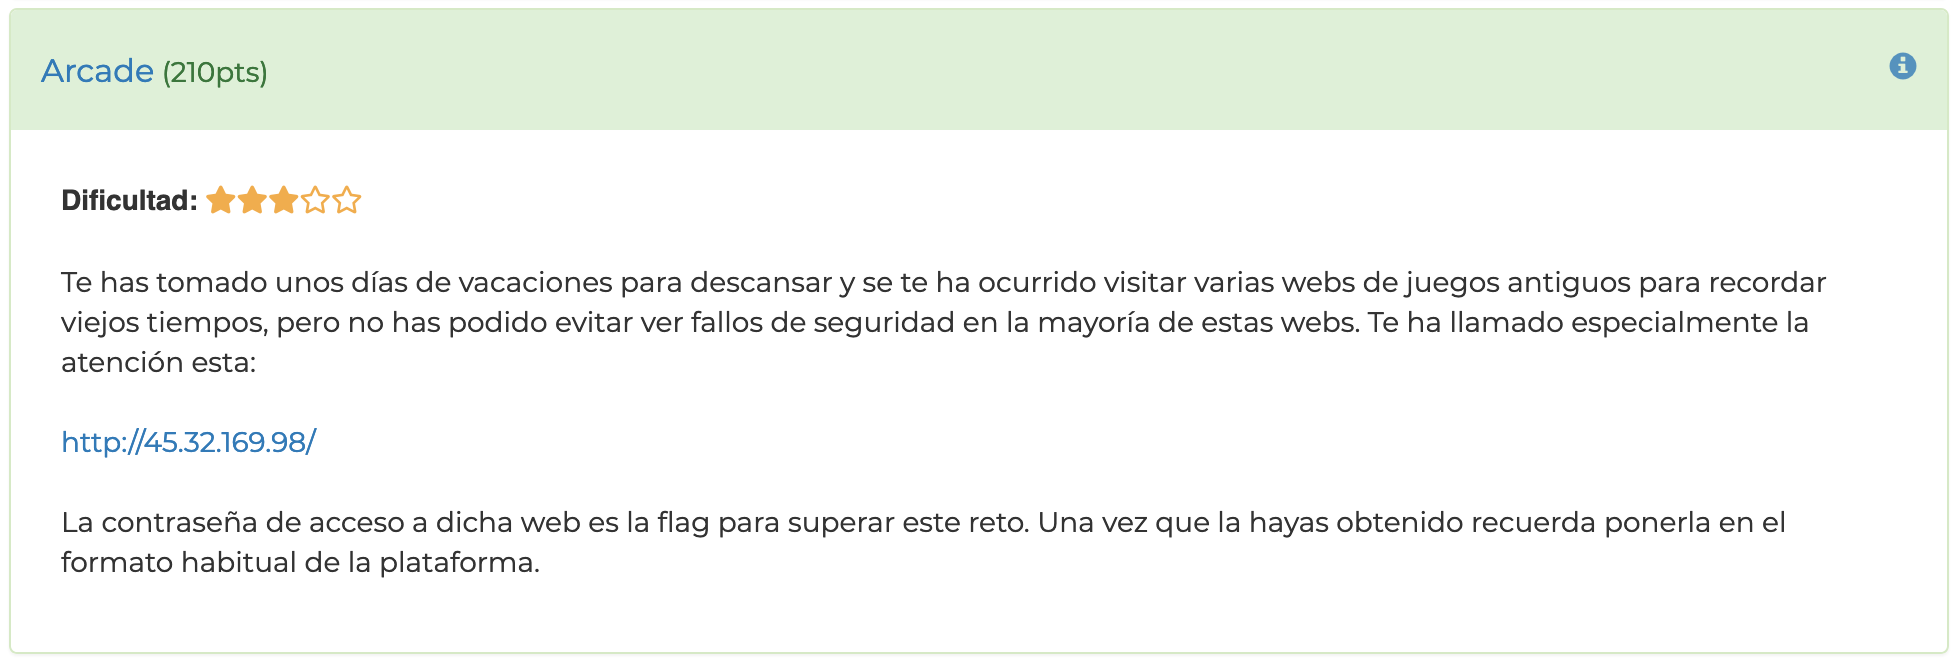 Arcade (210pts)
Dificultad:
Te has tomado unos días de vacaciones para descansar y se te ha ocurrido visitar varias webs de juegos antiguos para recordar
viejos tiempos, pero no has podido evitar ver fallos de seguridad en la mayoría de estas webs. Te ha llamado especialmente la
atención esta:
http://45.32.169.98/
La contraseña de acceso a dicha web es la flag para superar este reto. Una vez que la hayas obtenido recuerda ponerla en el
formato habitual de la plataforma.